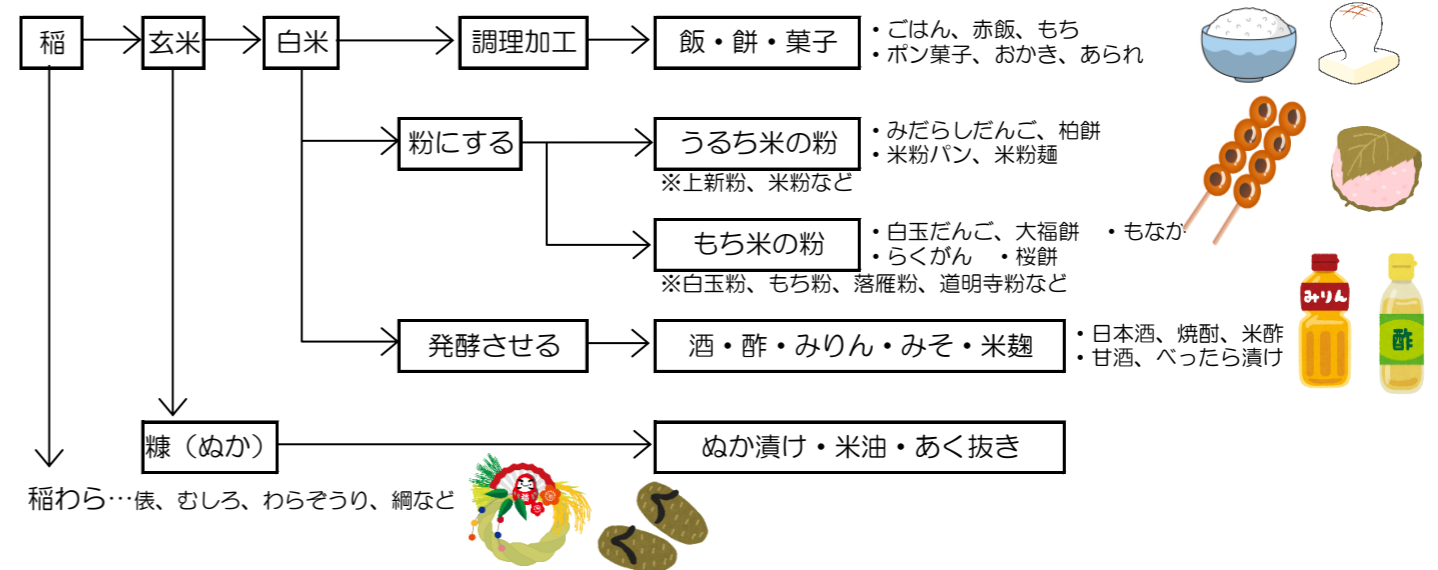 稲
玄米
白米
調理加工
飯・餅・菓子
・ごはん、赤飯、もち
・ポン菓子、おかき、あられ
粉にする
うるち米の粉
・みだらしだんご、柏餅
・米粉パン、米粉麺
※上新粉、米粉など
もち米の粉
・白玉だんご、大福餅　・もなか
・らくがん　・桜餅
※白玉粉、もち粉、落雁粉、道明寺粉など
みりん
酢
発酵させる
酒・酢・みりん・みそ・米麹
・日本酒、焼酎、米酢
・甘酒、べったら漬け
糠（ぬか）
ぬか漬け・米油・あく抜き
稲わら…俵、むしろ、わらぞうり、綱など
福